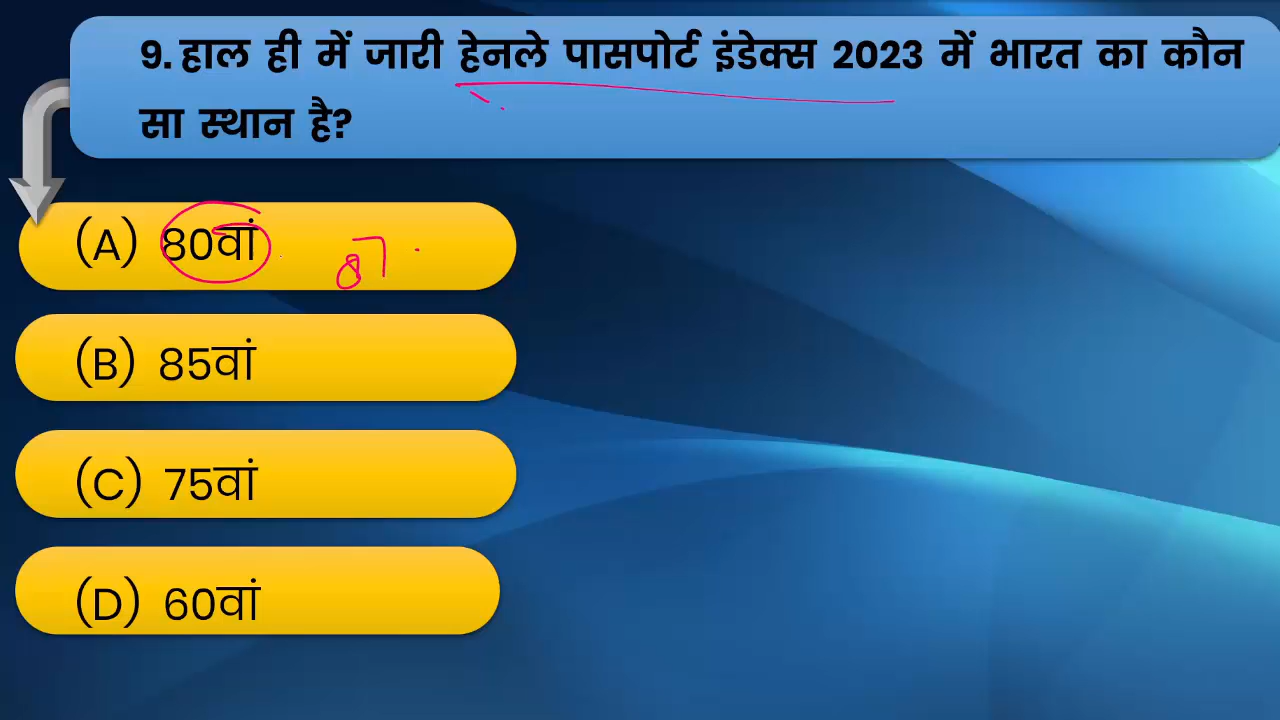 9. हाल ही में जारी हेनले पासपोर्ट इंडेक्स 2023 में भारत का कौन
सा स्थान है?
(A) 80वां 87
(B) 85वां
(C) 75वां
(D) 60वां